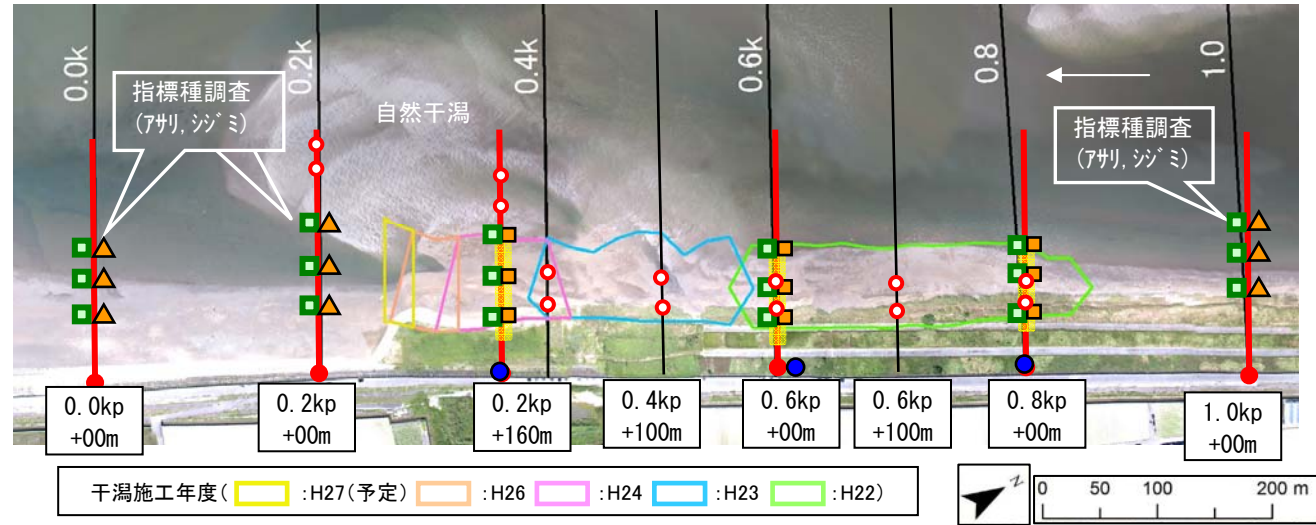 0.0k
0.2k
0.4k
0.6k
0.8
1.0
指標種調査
(アサリ,シジミ)
自然干潟
指標種調査
(アサリ,シジミ)
0.0kp
+00m
0.2kp
+00m
0.2kp
+160m
0.4kp
+100m
0.6kp
+00m
0.6kp
+100m
0.8kp
+00m
1.0kp
+00m
干潟施工年度( :H27(予定) :H26 :H24 :H23 :H22)
N
0 50 100 200 m